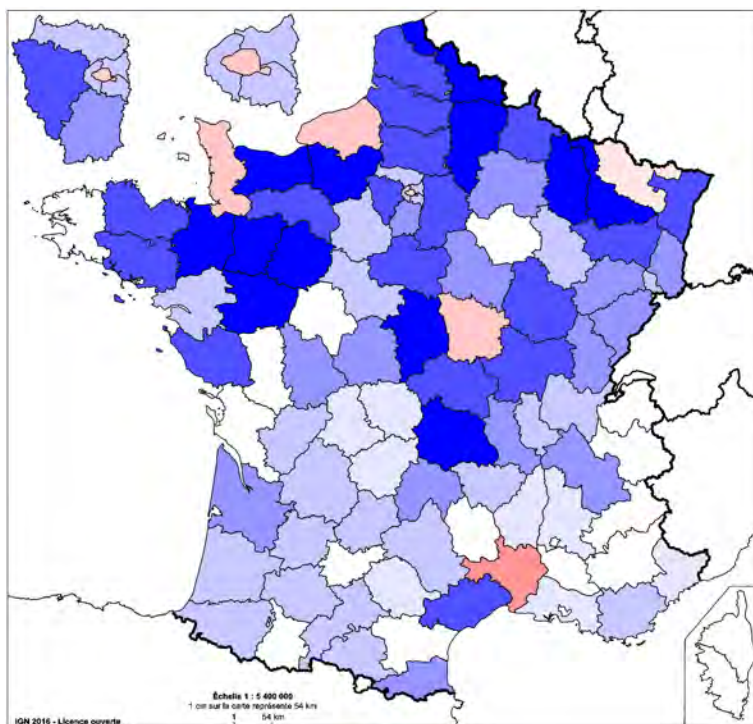 Échelle 1 : 5 400 000
1 cm sur la carte représente 54 km
1 54 km
IGN 2016 - Licence ouverte